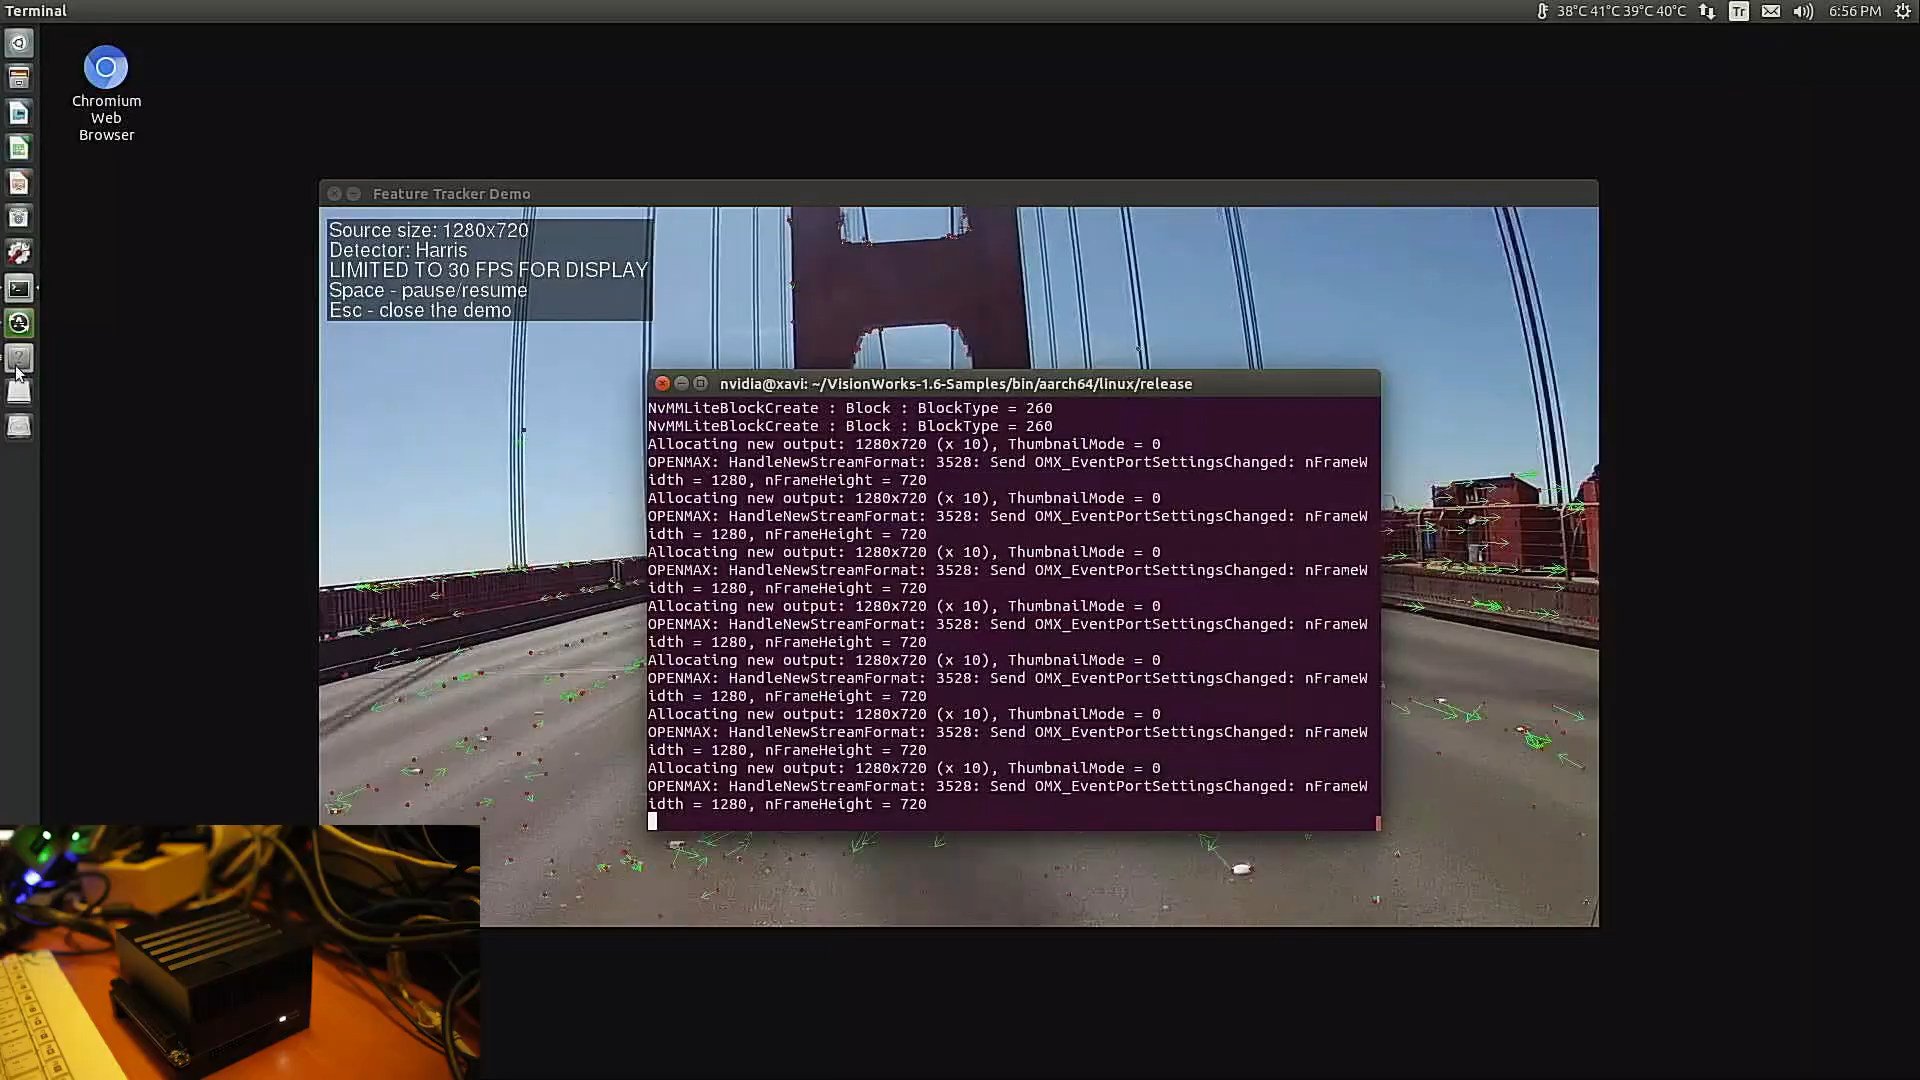 Terminal
38°C 41°C 39°C 40°C
Tr
6:56 PM
Chromium
Web
Browser
Feature Tracker Demo
Source size: 1280x720
Detector: Harris
LIMITED TO 30 FPS FOR DISPLAY
Space - pause/resume
Esc - close the demo
nvidia@xavi: ~/VisionWorks-1.6-Samples/bin/aarch64/linux/release
NvMMLiteBlockCreate : Block : BlockType = 260
NvMMLiteBlockCreate : Block : BlockType = 260
Allocating new output: 1280x720 (x 10), ThumbnailMode = 0
OPENMAX: HandleNewStreamFormat: 3528: Send OMX_EventPortSettingsChanged: nFrameW
idth = 1280, nFrameHeight = 720
Allocating new output: 1280x720 (x 10), ThumbnailMode = 0
OPENMAX: HandleNewStreamFormat: 3528: Send OMX_EventPortSettingsChanged: nFrameW
idth = 1280, nFrameHeight = 720
Allocating new output: 1280x720 (x 10), ThumbnailMode = 0
OPENMAX: HandleNewStreamFormat: 3528: Send OMX_EventPortSettingsChanged: nFrameW
idth = 1280, nFrameHeight = 720
Allocating new output: 1280x720 (x 10), ThumbnailMode = 0
OPENMAX: HandleNewStreamFormat: 3528: Send OMX_EventPortSettingsChanged: nFrameW
idth = 1280, nFrameHeight = 720
Allocating new output: 1280x720 (x 10), ThumbnailMode = 0
OPENMAX: HandleNewStreamFormat: 3528: Send OMX_EventPortSettingsChanged: nFrameW
idth = 1280, nFrameHeight = 720
Allocating new output: 1280x720 (x 10), ThumbnailMode = 0
OPENMAX: HandleNewStreamFormat: 3528: Send OMX_EventPortSettingsChanged: nFrameW
idth = 1280, nFrameHeight = 720
Allocating new output: 1280x720 (x 10), ThumbnailMode = 0
OPENMAX: HandleNewStreamFormat: 3528: Send OMX_EventPortSettingsChanged: nFrameW
idth = 1280, nFrameHeight = 720